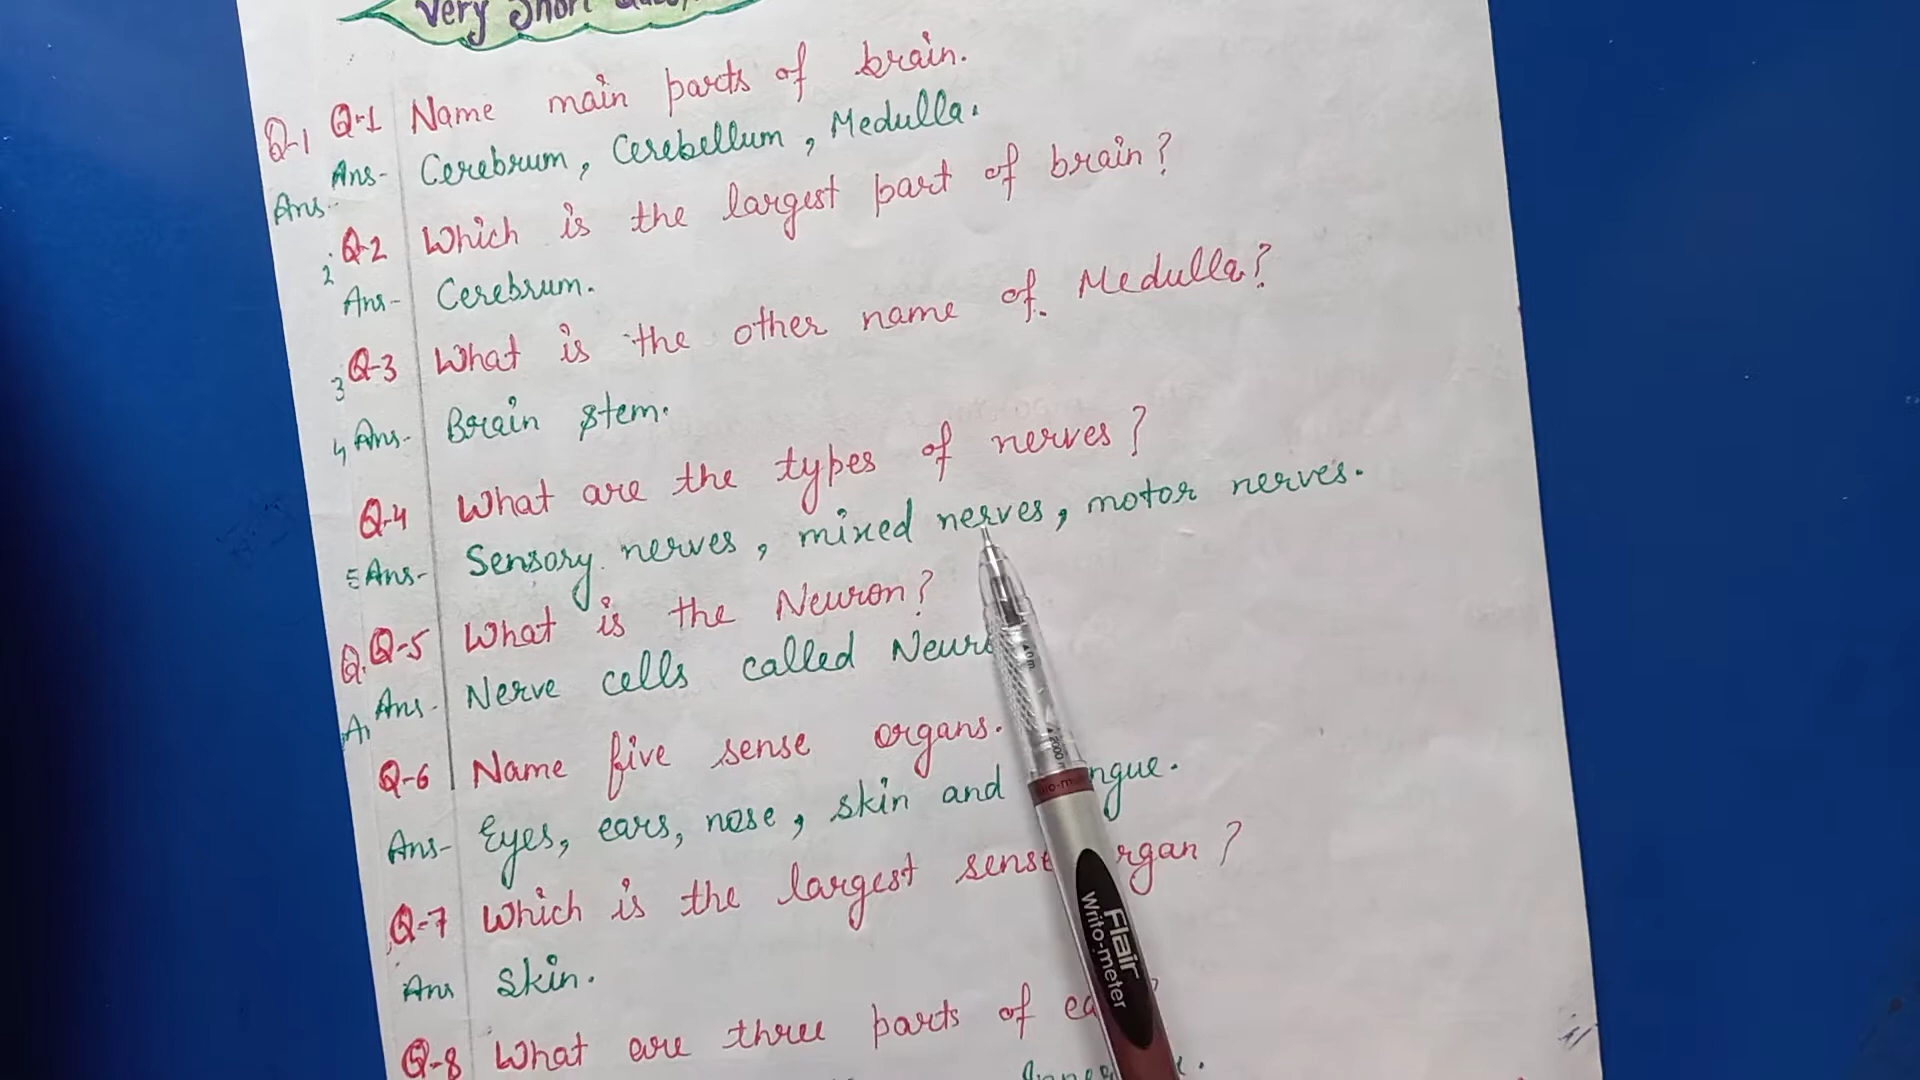 Very Short
Q-1 Q-1 Name main parts of brain.
Ans- Cerebrum, Cerebellum, Medulla.
Ans-
Q-2 Which is the largest part of brain?
2
Ans- Cerebrum.
Q-3 What is the other name of Medulla?
3
Ans- Brain stem.
4
Q-4 What are the types of nerves?
5 Ans- Sensory nerves, mixed nerves, motor nerves.
Q. Q-5 What is the Neuron?
Ans- Nerve cells called
Q-6 Name five sense organs.
Ans- Eyes, ears, nose, skin and
Q-7 Which is the largest sense
Ans Skin.
Q-8 What are three parts of
Flair
Writo-meter